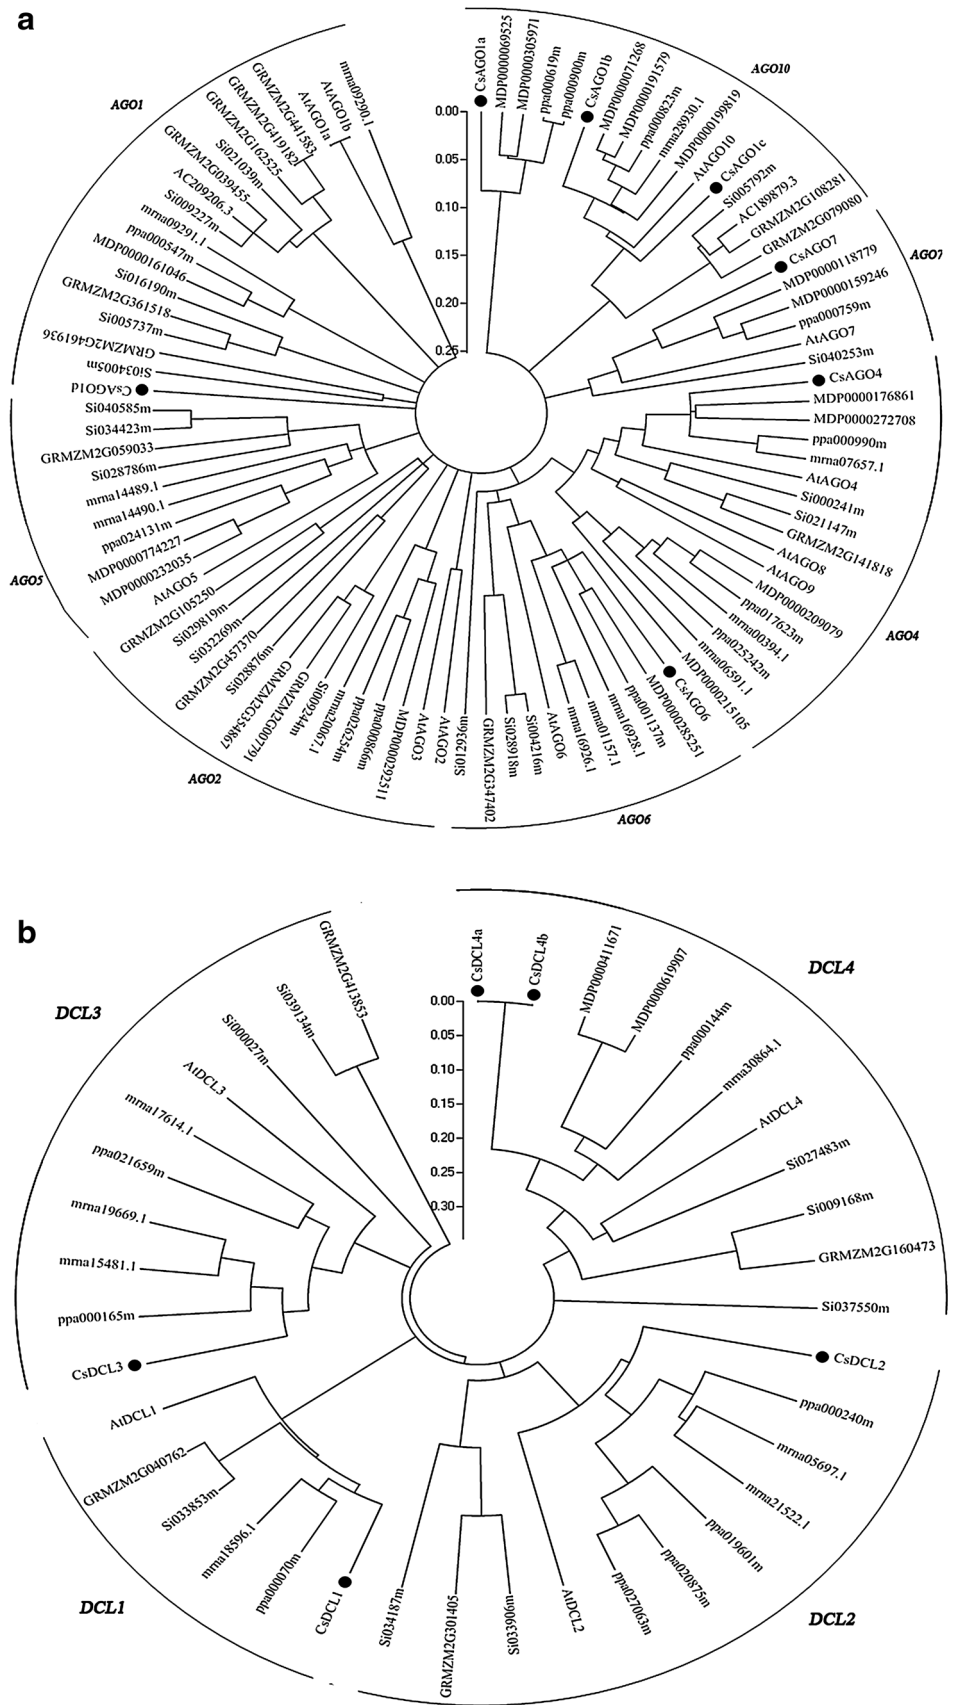 a
AGO10
CsAGO1a
MDP0000069525
MDP0000305971
ppa000619m
ppa000900m
CsAGO1b
MDP0000071268
MDP0000191579
ppa000823m
mrna28930.1
MDP0000199819
AtAGO10
CsAGO1c
Si005792m
AC189879.3
GRMZM2G108281
GRMZM2G079080
AGO7
CsAGO7
MDP0000118779
MDP0000159246
ppa000759m
AtAGO7
Si040253m
CsAGO4
MDP0000176861
MDP0000272708
ppa000990m
mrna07657.1
AtAGO4
Si000241m
Si021147m
GRMZM2G141818
AtAGO8
AtAGO9
MDP0000209079
ppa017623m
mrna00394.1
ppa025242m
mrna06591.1
MDP0000215105
AGO4
CsAGO6
MDP0000285251
ppa001137m
mrna16928.1
mrna01157.1
mrna16926.1
AtAGO6
Si004216m
Si028918m
GRMZM2G347402
AGO6
Si012956m
AtAGO2
AtAGO3
MDP0000292511
ppa000866m
ppa026254m
mrna20067.1
Si009244m
GRMZM2G007791
GRMZM2G354867
Si028876m
GRMZM2G457370
Si032269m
Si029819m
GRMZM2G105250
AGO2
AtAGO5
MDP0000232035
MDP0000774227
ppa024131m
mrna14490.1
mrna14489.1
Si028786m
GRMZM2G059033
Si034423m
Si040585m
AGO5
CsAGO1d
Si034005m
GRMZM2G461936
Si005737m
GRMZM2G361518
Si016190m
MDP0000161046
ppa000547m
mrna09291.1
Si009227m
AC209206.3
GRMZM2G039455
Si021039m
GRMZM2G162525
GRMZM2G419182
GRMZM2G441583
AtAGO1a
AtAGO1b
mrna09290.1
AGO1
0.00
0.05
0.10
0.15
0.20
0.25
b
DCL4
CsDCL4a
CsDCL4b
MDP0000411671
MDP0000619907
ppa000144m
mrna30864.1
AtDCL4
Si027483m
Si009168m
GRMZM2G160473
Si037550m
CsDCL2
ppa000240m
mrna05697.1
mrna21522.1
ppa019601m
ppa020875m
ppa027063m
AtDCL2
Si033906m
GRMZM2G301405
Si034187m
DCL2
CsDCL1
ppa000070m
mrna18596.1
Si033853m
GRMZM2G040762
AtDCL1
DCL1
CsDCL3
ppa000165m
mrna15481.1
mrna19669.1
ppa021659m
mrna17614.1
AtDCL3
Si000027m
Si039134m
GRMZM2G413853
DCL3
0.00
0.05
0.10
0.15
0.20
0.25
0.30